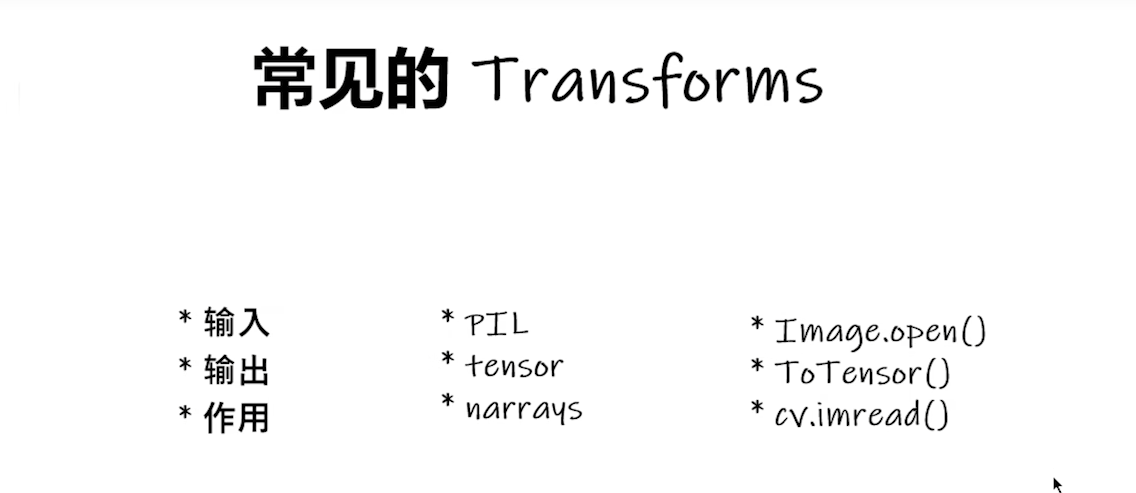 常见的 Transforms
* 输入
* 输出
* 作用
* PIL
* tensor
* narrays
* Image.open()
* ToTensor()
* cv.imread()